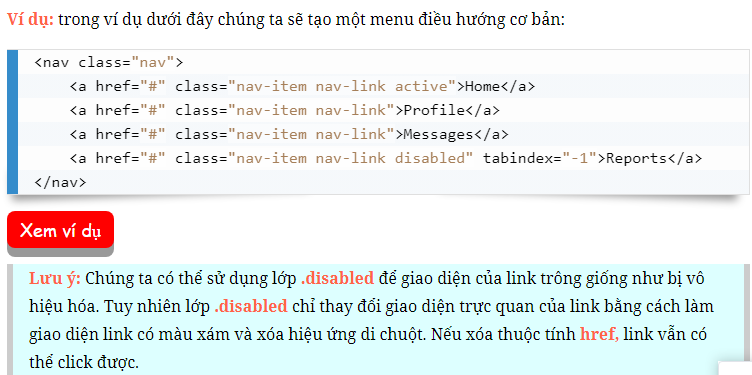 Ví dụ: trong ví dụ dưới đây chúng ta sẽ tạo một menu điều hướng cơ bản:
<nav class="nav">
    <a href="#" class="nav-item nav-link active">Home</a>
    <a href="#" class="nav-item nav-link">Profile</a>
    <a href="#" class="nav-item nav-link">Messages</a>
    <a href="#" class="nav-item nav-link disabled" tabindex="-1">Reports</a>
</nav>
Xem ví dụ
Lưu ý: Chúng ta có thể sử dụng lớp .disabled để giao diện của link trông giống như bị vô
hiệu hóa. Tuy nhiên lớp .disabled chỉ thay đổi giao diện trực quan của link bằng cách làm
giao diện link có màu xám và xóa hiệu ứng di chuột. Nếu xóa thuộc tính href, link vẫn có
thể click được.